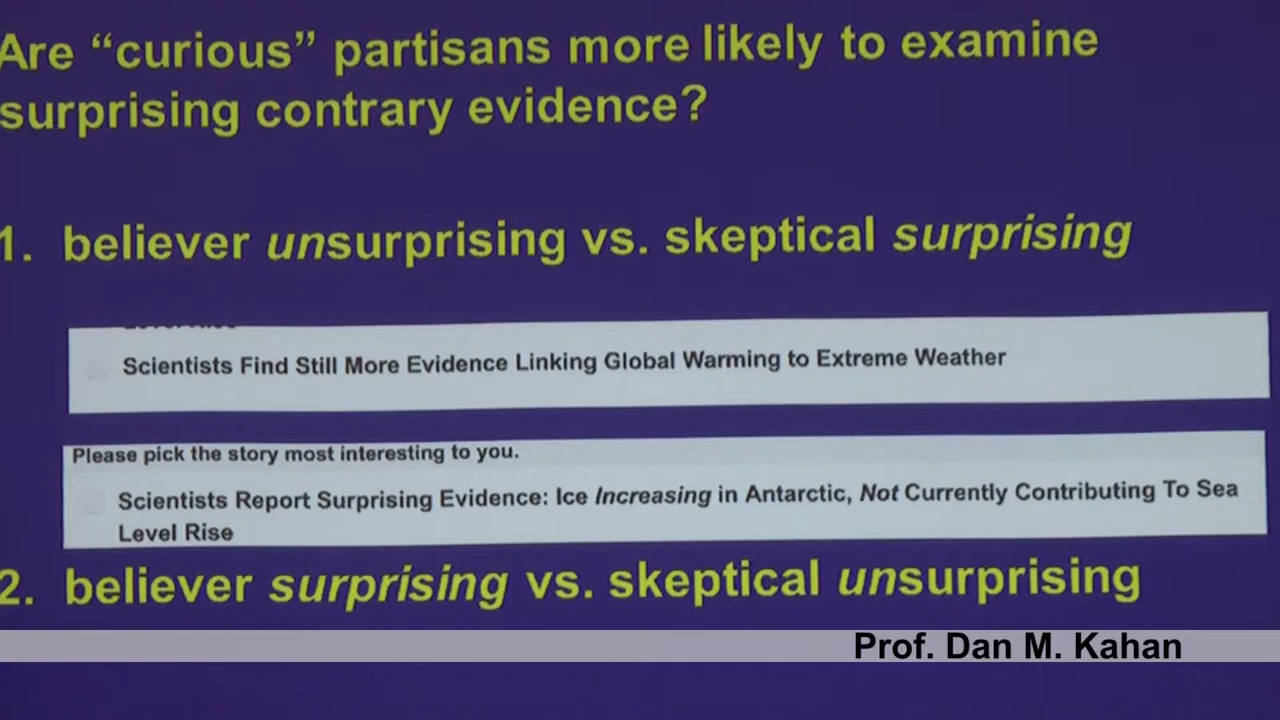 Are “curious” partisans more likely to examine
surprising contrary evidence?
1. believer unsurprising vs. skeptical surprising
Scientists Find Still More Evidence Linking Global Warming to Extreme Weather
Please pick the story most interesting to you.
Scientists Report Surprising Evidence: Ice Increasing in Antarctic, Not Currently Contributing To Sea
Level Rise
2. believer surprising vs. skeptical unsurprising
Prof. Dan M. Kahan